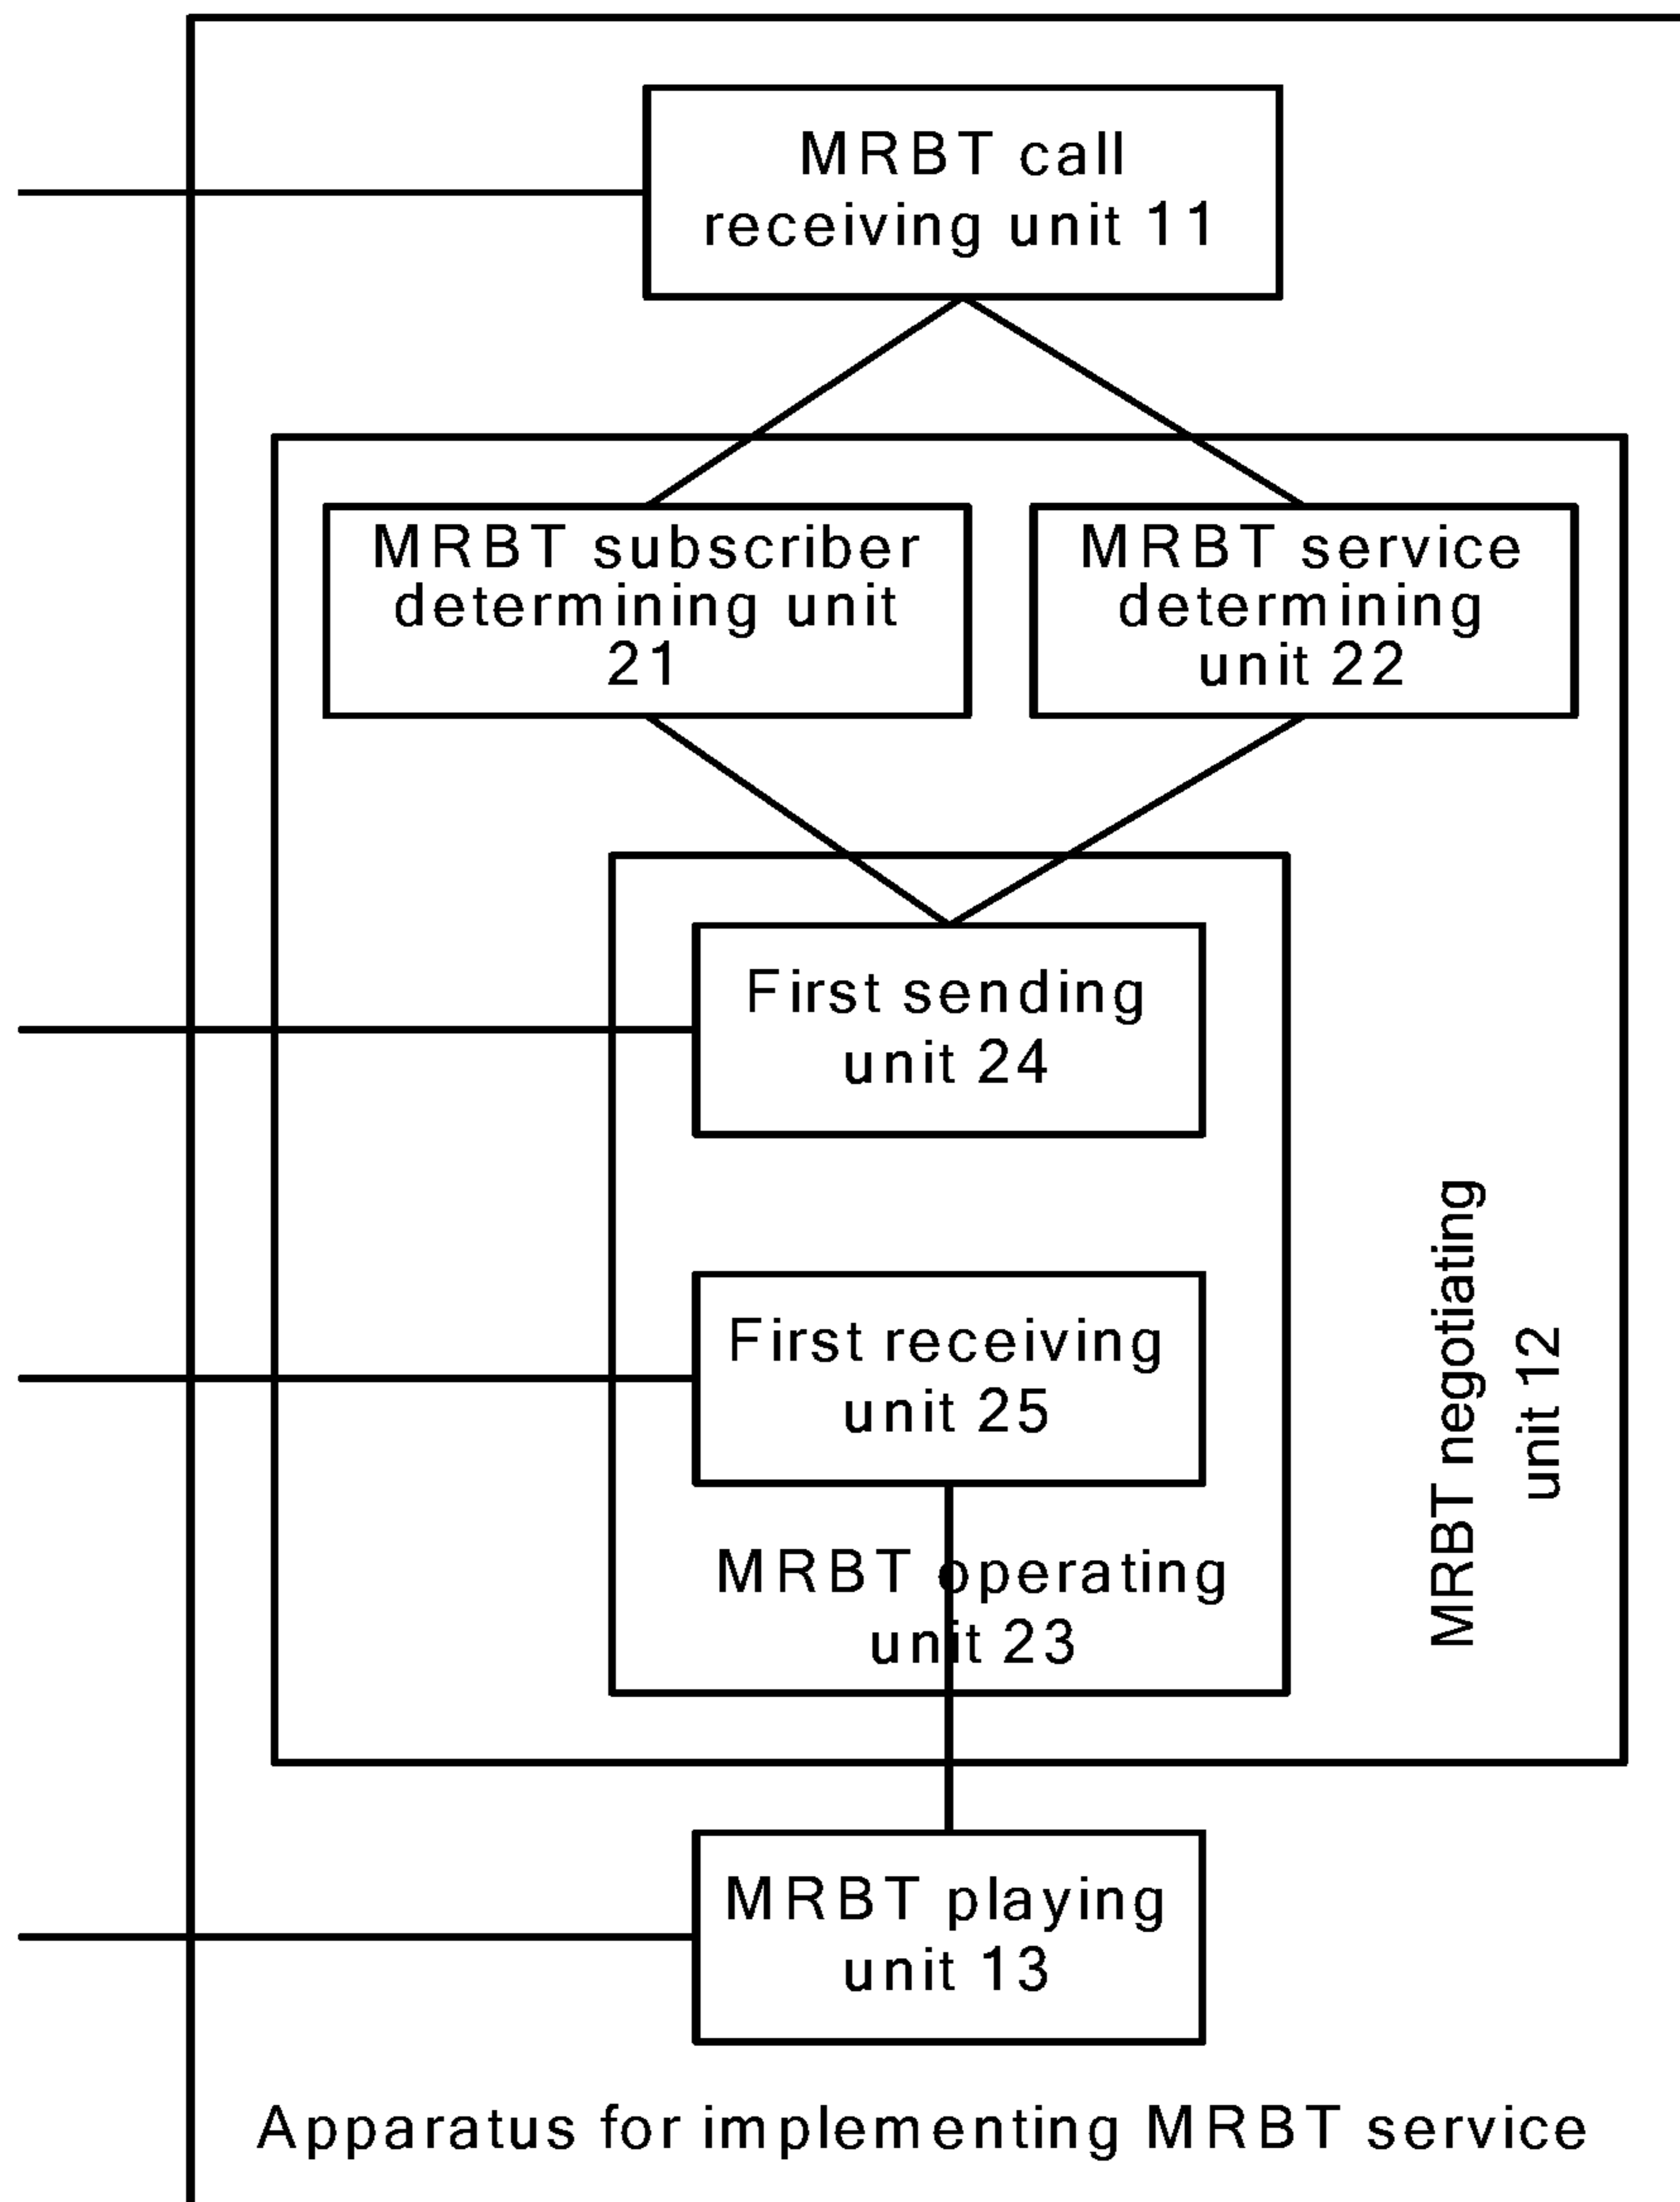 MRBT call
receiving unit 11
MRBT subscriber
determining unit
21
MRBT service
determining
unit 22
First sending
unit 24
First receiving
unit 25
MRBT operating
unit 23
MRBT negotiating
unit 12
MRBT playing
unit 13
Apparatus for implementing MRBT service